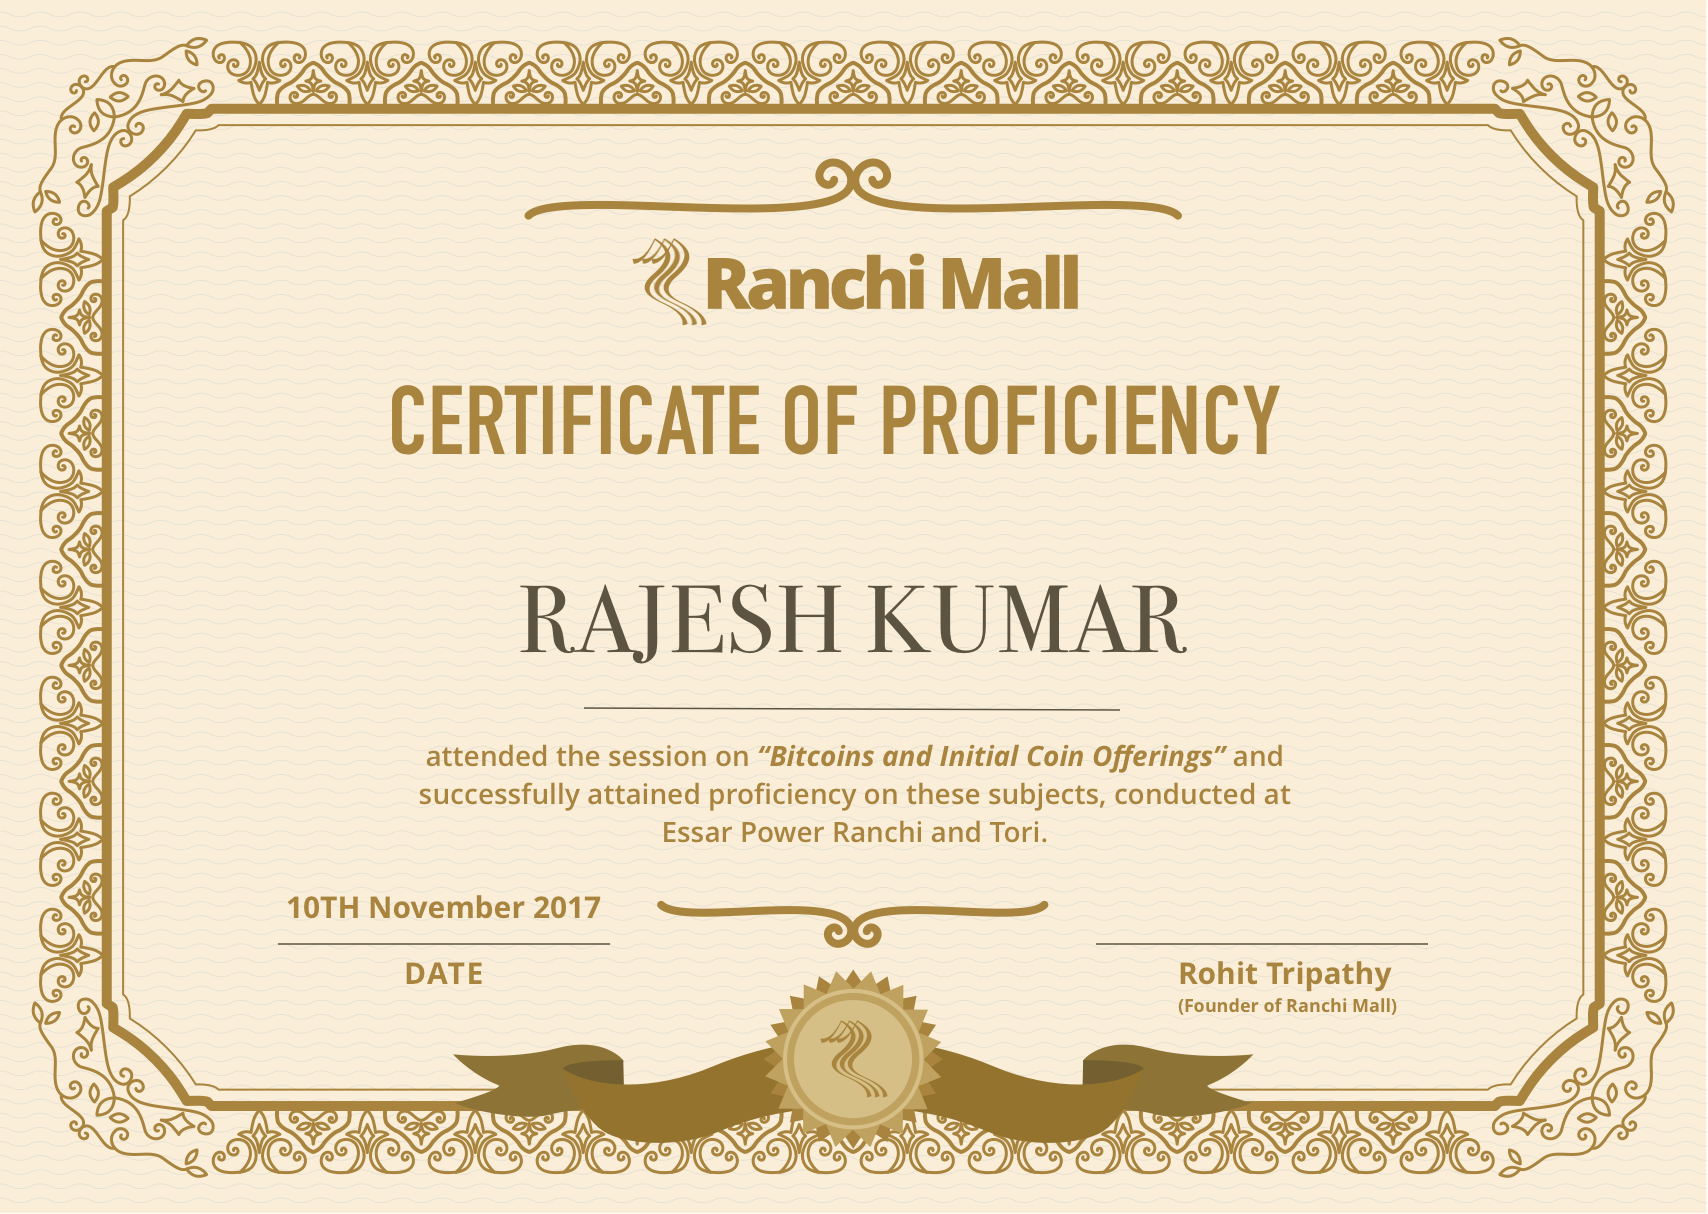 Ranchi Mall
CERTIFICATE OF PROFICIENCY
RAJESH KUMAR
attended the session on “Bitcoins and Initial Coin Offerings” and
successfully attained proficiency on these subjects, conducted at
Essar Power Ranchi and Tori.
10TH November 2017
DATE
Rohit Tripathy
(Founder of Ranchi Mall)